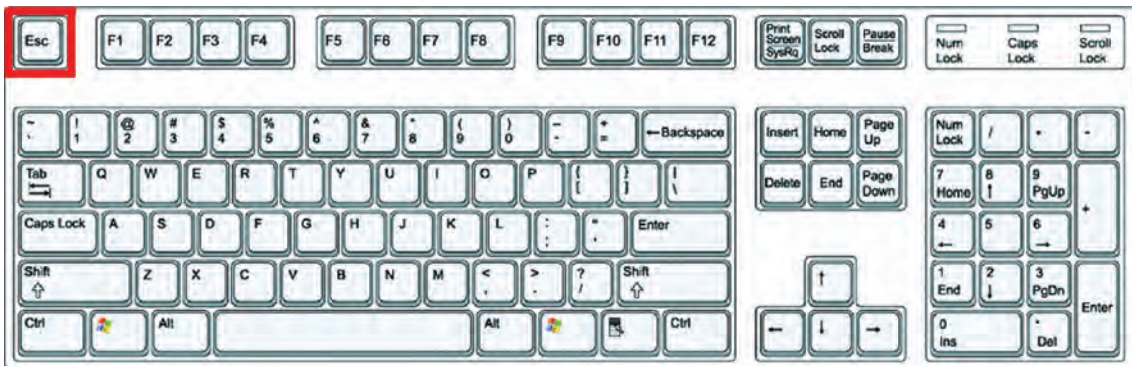 Esc F1 F2 F3 F4 F5 F6 F7 F8 F9 F10 F11 F12 Print Screen SysRq Scroll Lock Pause Break Num Lock Caps Lock Scroll Lock
~ ` ! 1 @ 2 # 3 $ 4 % 5 ^ 6 & 7 * 8 ( 9 ) 0 – - + = ←Backspace Insert Home Page Up Num Lock / * -
Tab Q W E R T Y U I O P { [ } ] | \ Delete End Page Down 7 Home 8 ↑ 9 PgUp +
Caps Lock A S D F G H J K L : ; " ' Enter 4 ← 5 6 →
Shift ⇧ Z X C V B N M < , > . ? / Shift ⇧ ↑ 1 End 2 ↓ 3 PgDn Enter
Ctrl Alt Alt Ctrl ← ↓ → 0 Ins . Del